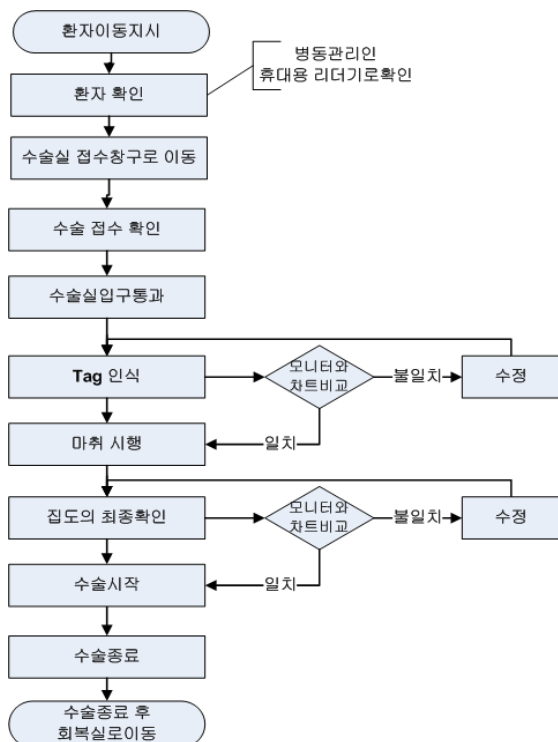 환자이동지시
병동관리인
휴대용 리더기로확인
환자 확인
수술실 접수창구로 이동
수술 접수 확인
수술실입구통과
Tag 인식
모니터와
차트비교
불일치
수정
일치
마취 시행
집도의 최종확인
모니터와
차트비교
불일치
수정
일치
수술시작
수술종료
수술종료 후
회복실로이동